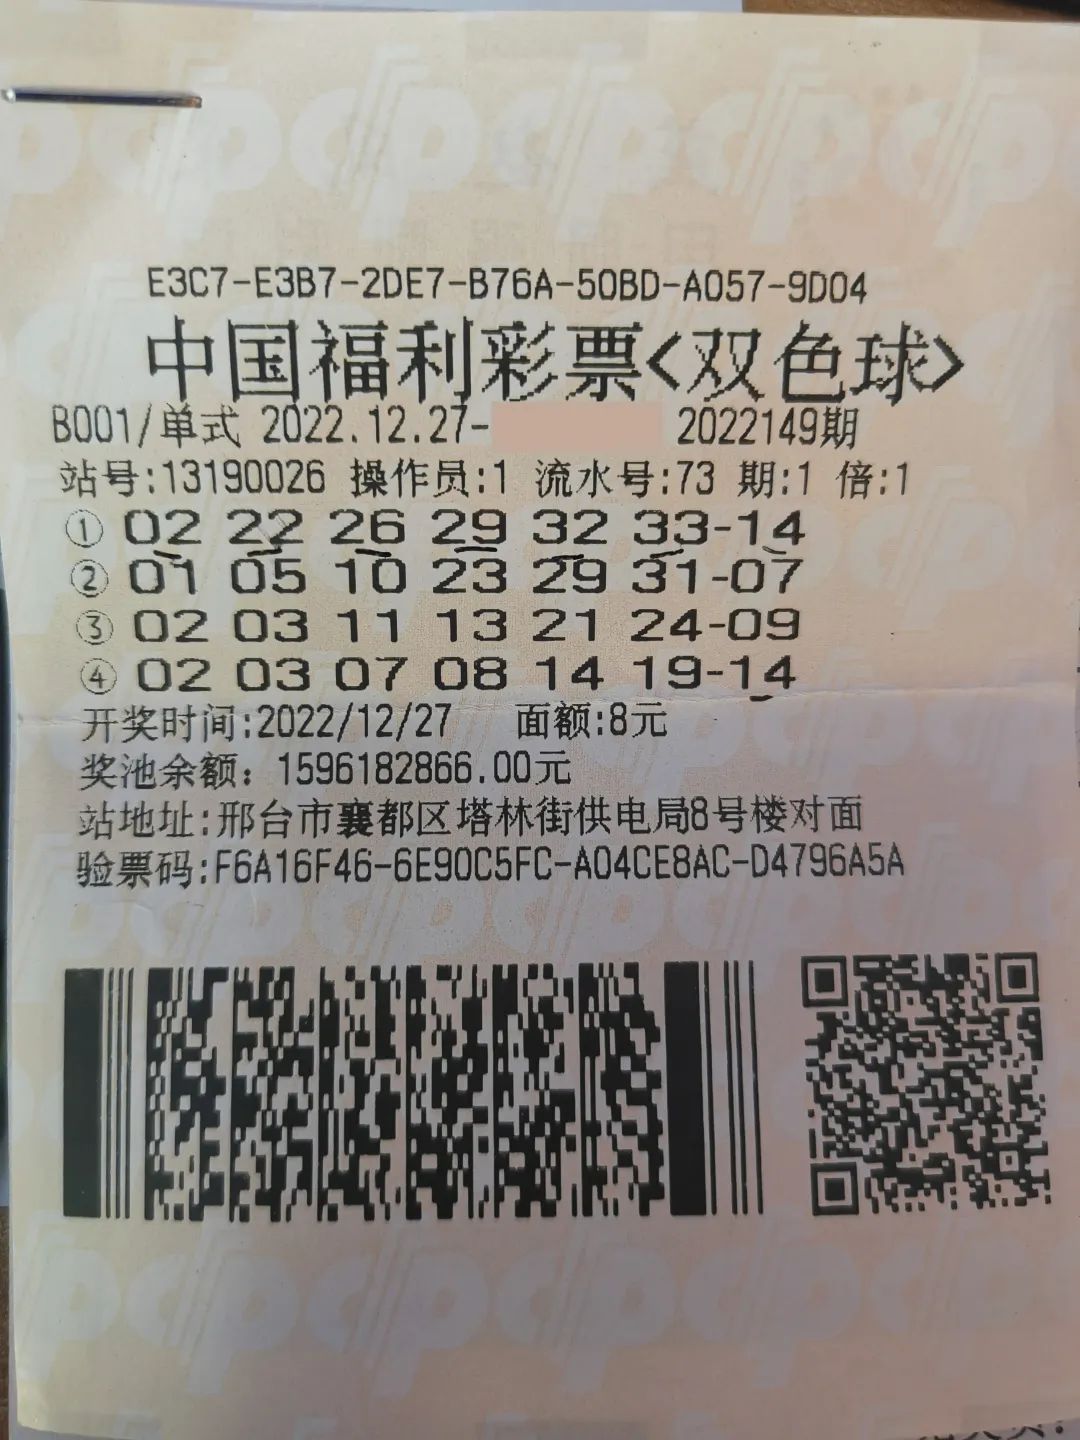 E3C7-E3B7-2DE7-B76A-50BD-A057-9D04
中国福利彩票<双色球>
B001/单式 2022.12.27- 2022149期
站号:13190026 操作员:1 流水号:73 期:1 倍:1
① 02 22 26 29 32 33-14
② 01 05 10 23 29 31-07
③ 02 03 11 13 21 24-09
④ 02 03 07 08 14 19-14
开奖时间:2022/12/27 面额:8元
奖池余额：1596182866.00元
站地址:邢台市襄都区塔林街供电局8号楼对面
验票码:F6A16F46-6E90C5FC-A04CE8AC-D4796A5A